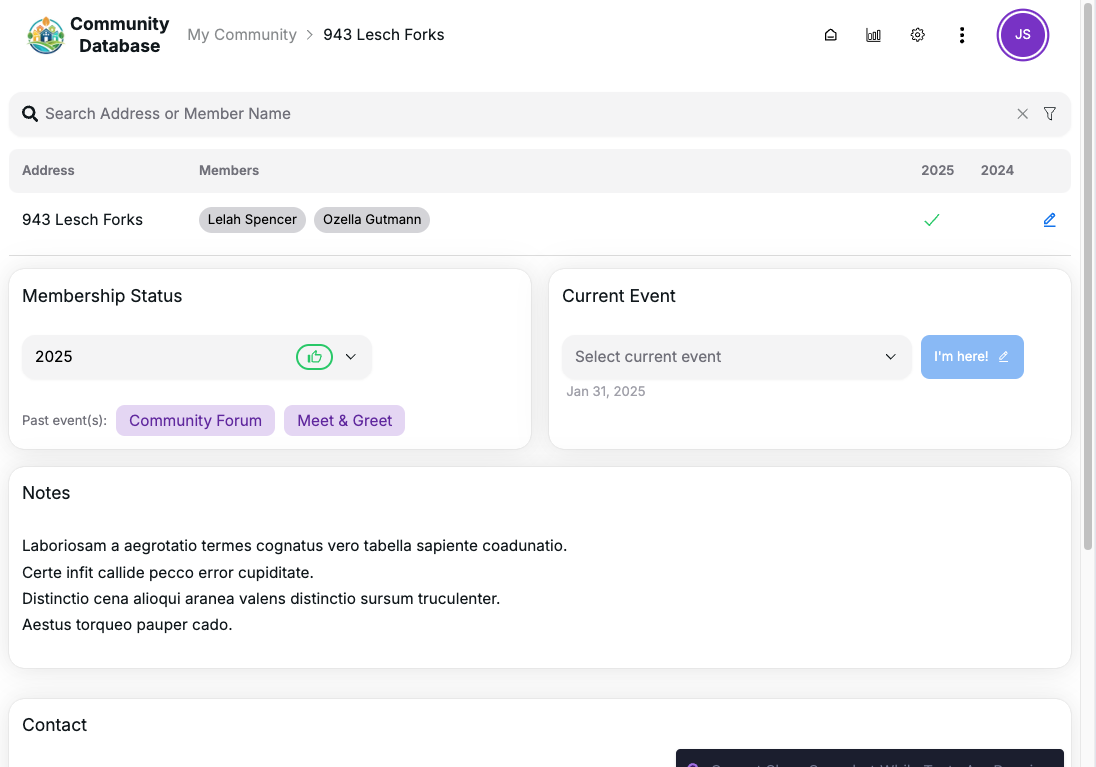 Community
Database
My Community > 943 Lesch Forks
JS
Search Address or Member Name
Address Members 2025 2024
943 Lesch Forks Lelah Spencer Ozella Gutmann
Membership Status
2025
Past event(s): Community Forum Meet & Greet
Current Event
Select current event I'm here!
Jan 31, 2025
Notes
Laboriosam a aegrotatio termes cognatus vero tabella sapiente coadunatio.
Certe infit callide pecco error cupiditate.
Distinctio cena alioqui aranea valens distinctio sursum truculenter.
Aestus torqueo pauper cado.
Contact